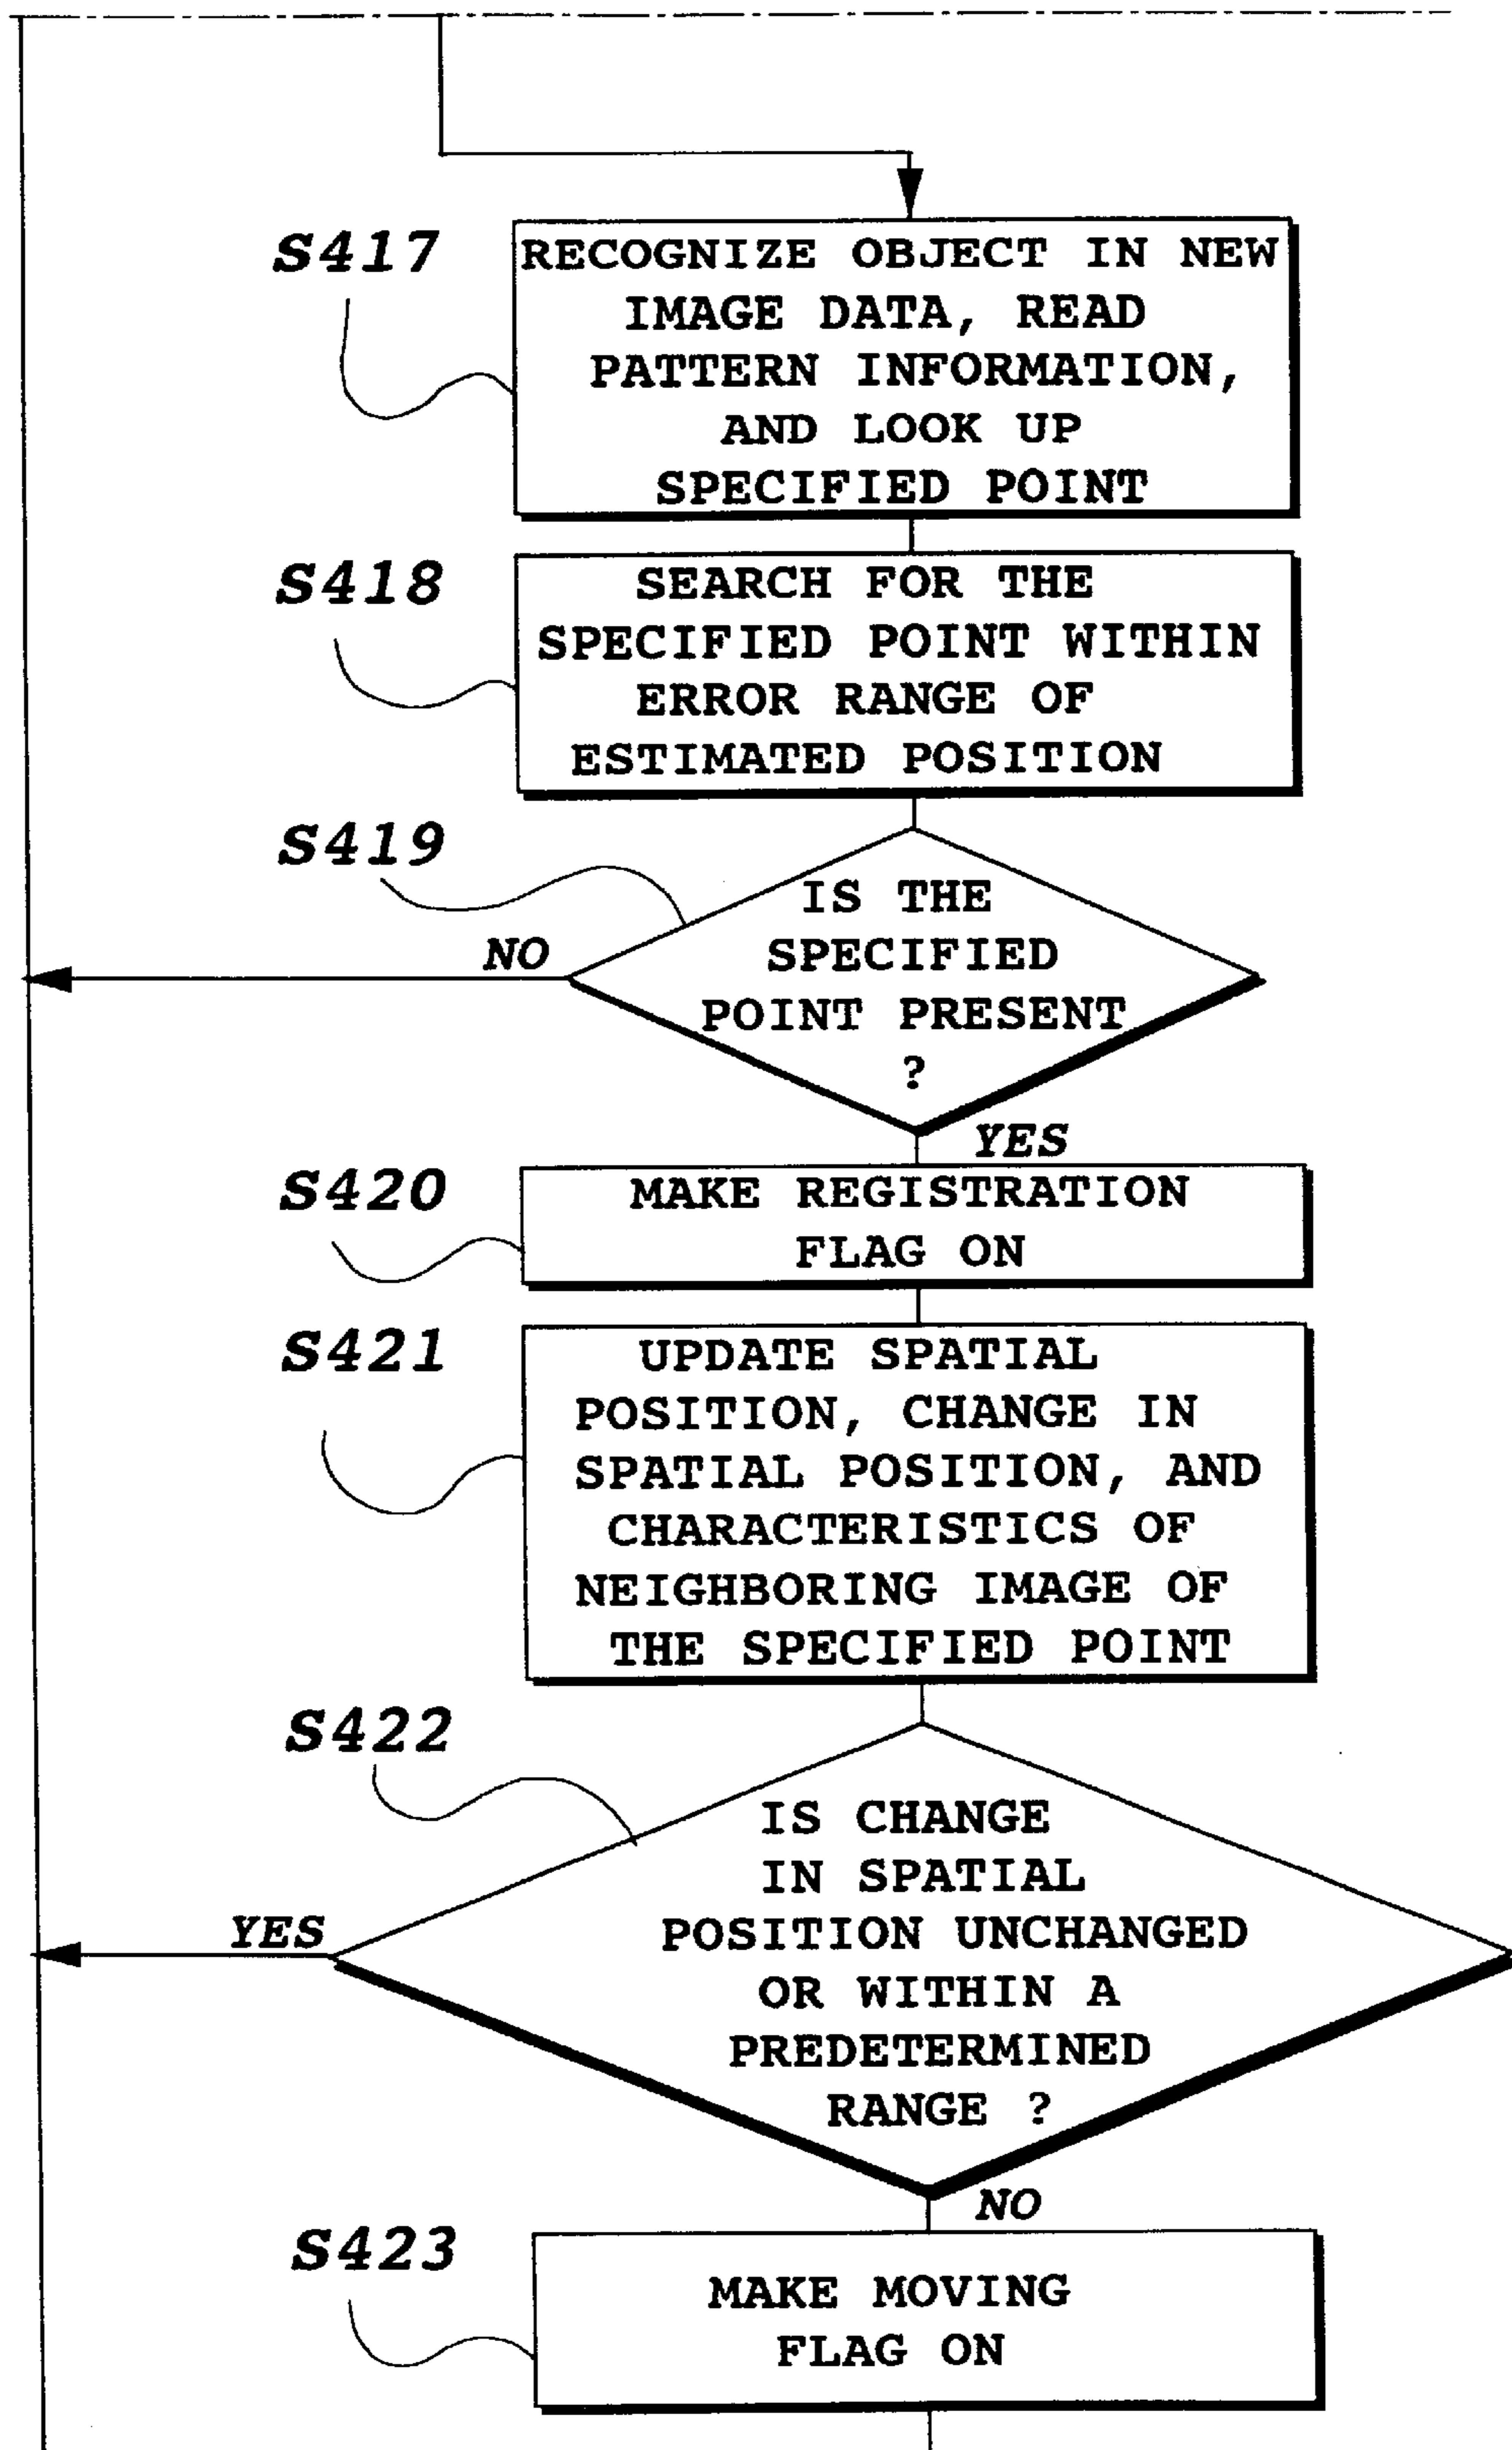 S417
RECOGNIZE OBJECT IN NEW
IMAGE DATA, READ
PATTERN INFORMATION,
AND LOOK UP
SPECIFIED POINT
S418
SEARCH FOR THE
SPECIFIED POINT WITHIN
ERROR RANGE OF
ESTIMATED POSITION
S419
IS THE
SPECIFIED
POINT PRESENT
?
NO
YES
S420
MAKE REGISTRATION
FLAG ON
S421
UPDATE SPATIAL
POSITION, CHANGE IN
SPATIAL POSITION, AND
CHARACTERISTICS OF
NEIGHBORING IMAGE OF
THE SPECIFIED POINT
S422
IS CHANGE
IN SPATIAL
POSITION UNCHANGED
OR WITHIN A
PREDETERMINED
RANGE ?
YES
NO
S423
MAKE MOVING
FLAG ON